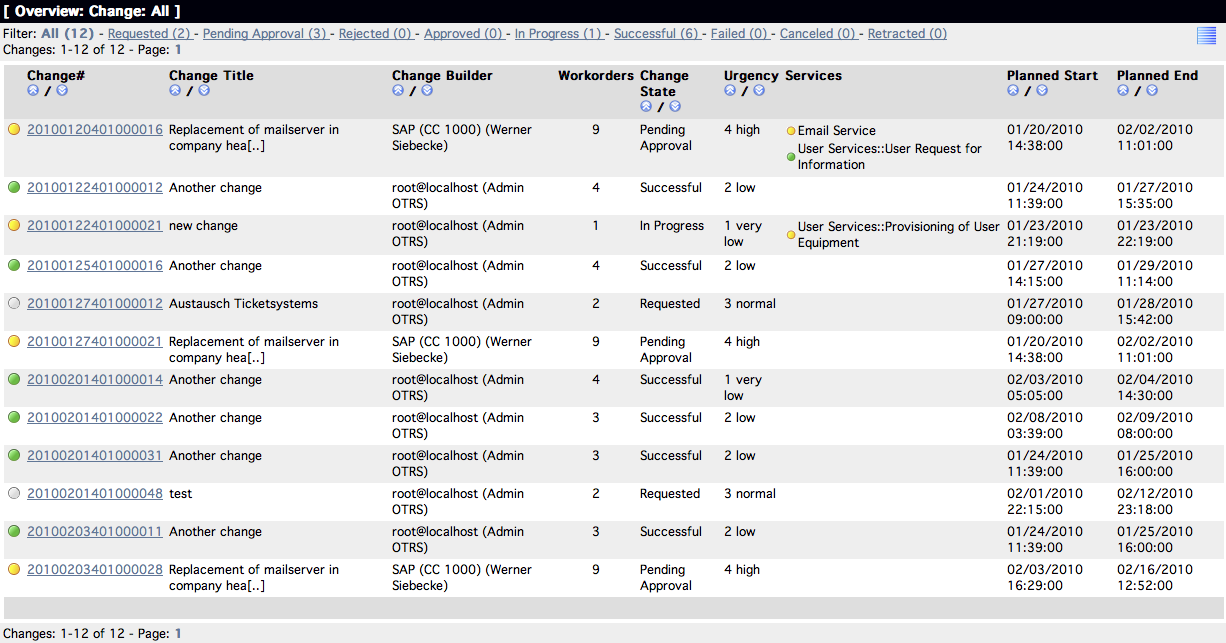 [ Overview: Change: All ]
Filter: All (12) - Requested (2) - Pending Approval (3) - Rejected (0) - Approved (0) - In Progress (1) - Successful (6) - Failed (0) - Canceled (0) - Retracted (0)
Changes: 1-12 of 12 - Page: 1
Change# Change Title Change Builder Workorders Change Urgency Services Planned Start Planned End
State
/ / / / / / /
20100120401000016 Replacement of mailserver in SAP (CC 1000) (Werner 9 Pending 4 high Email Service 01/20/2010 02/02/2010
company hea[..] Siebecke) Approval User Services::User Request for 14:38:00 11:01:00
Information
20100122401000012 Another change root@localhost (Admin 4 Successful 2 low 01/24/2010 01/27/2010
OTRS) 11:39:00 15:35:00
20100122401000021 new change root@localhost (Admin 1 In Progress 1 very User Services::Provisioning of User 01/23/2010 01/23/2010
OTRS) low Equipment 21:19:00 22:19:00
20100125401000016 Another change root@localhost (Admin 4 Successful 2 low 01/27/2010 01/29/2010
OTRS) 14:15:00 11:14:00
20100127401000012 Austausch Ticketsystems root@localhost (Admin 2 Requested 3 normal 01/27/2010 01/28/2010
OTRS) 09:00:00 15:42:00
20100127401000021 Replacement of mailserver in SAP (CC 1000) (Werner 9 Pending 4 high 01/20/2010 02/02/2010
company hea[..] Siebecke) Approval 14:38:00 11:01:00
20100201401000014 Another change root@localhost (Admin 4 Successful 1 very 02/03/2010 02/04/2010
OTRS) low 05:05:00 14:30:00
20100201401000022 Another change root@localhost (Admin 3 Successful 2 low 02/08/2010 02/09/2010
OTRS) 03:39:00 08:00:00
20100201401000031 Another change root@localhost (Admin 3 Successful 2 low 01/24/2010 01/25/2010
OTRS) 11:39:00 16:00:00
20100201401000048 test root@localhost (Admin 2 Requested 3 normal 02/01/2010 02/12/2010
OTRS) 22:15:00 23:18:00
20100203401000011 Another change root@localhost (Admin 3 Successful 2 low 01/24/2010 01/25/2010
OTRS) 11:39:00 16:00:00
20100203401000028 Replacement of mailserver in SAP (CC 1000) (Werner 9 Pending 4 high 02/03/2010 02/16/2010
company hea[..] Siebecke) Approval 16:29:00 12:52:00
Changes: 1-12 of 12 - Page: 1